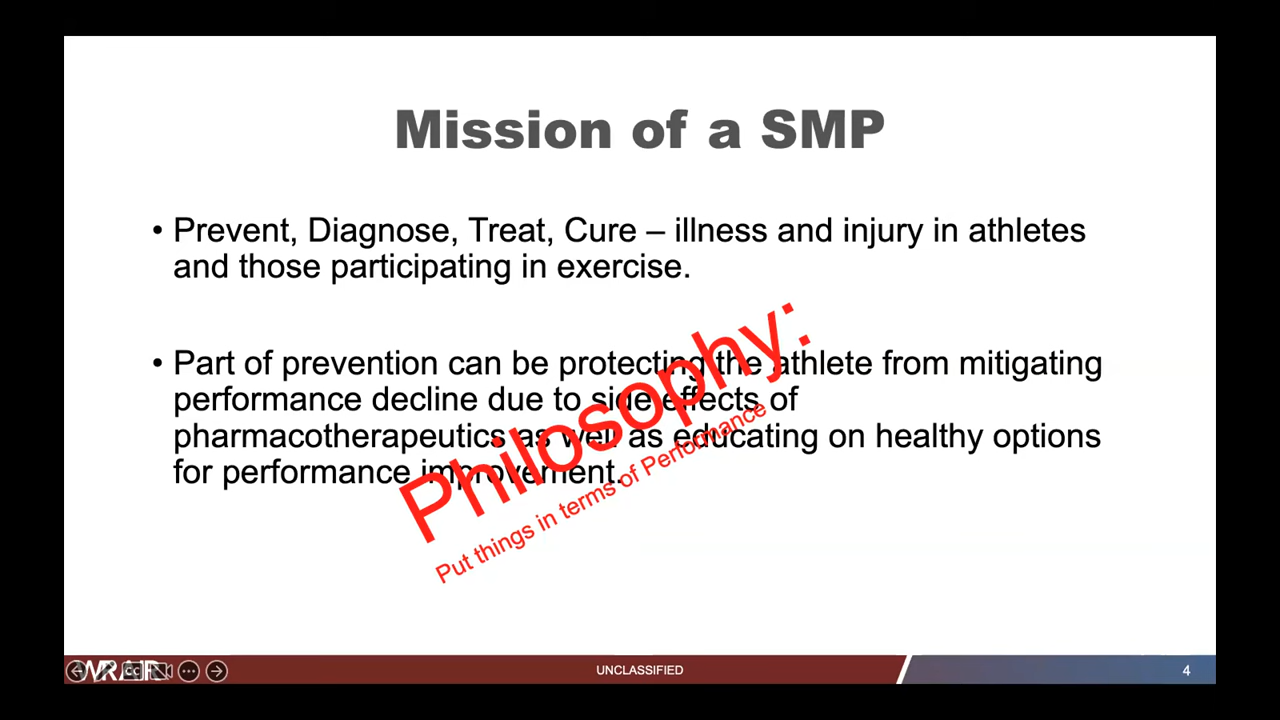 Mission of a SMP
• Prevent, Diagnose, Treat, Cure – illness and injury in athletes
and those participating in exercise.
• Part of prevention can be protecting the athlete from mitigating
performance decline due to side effects of
pharmacotherapeutics as well as educating on healthy options
for performance improvement.
Philosophy:
Put things in terms of Performance
WRAIR
CC
UNCLASSIFIED
4